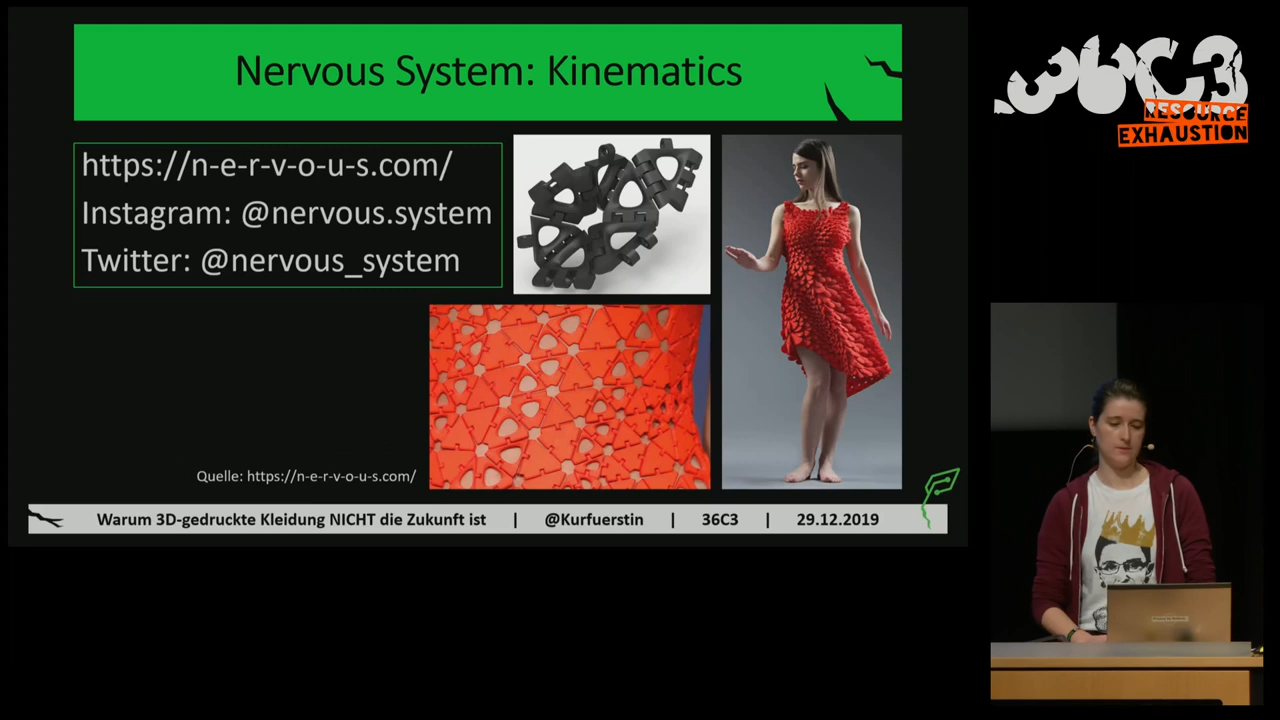 Nervous System: Kinematics
https://n-e-r-v-o-u-s.com/
Instagram: @nervous.system
Twitter: @nervous_system
Quelle: https://n-e-r-v-o-u-s.com/
Warum 3D-gedruckte Kleidung NICHT die Zukunft ist | @Kurfuerstin | 36C3 | 29.12.2019
36C3
RESOURCE
EXHAUSTION